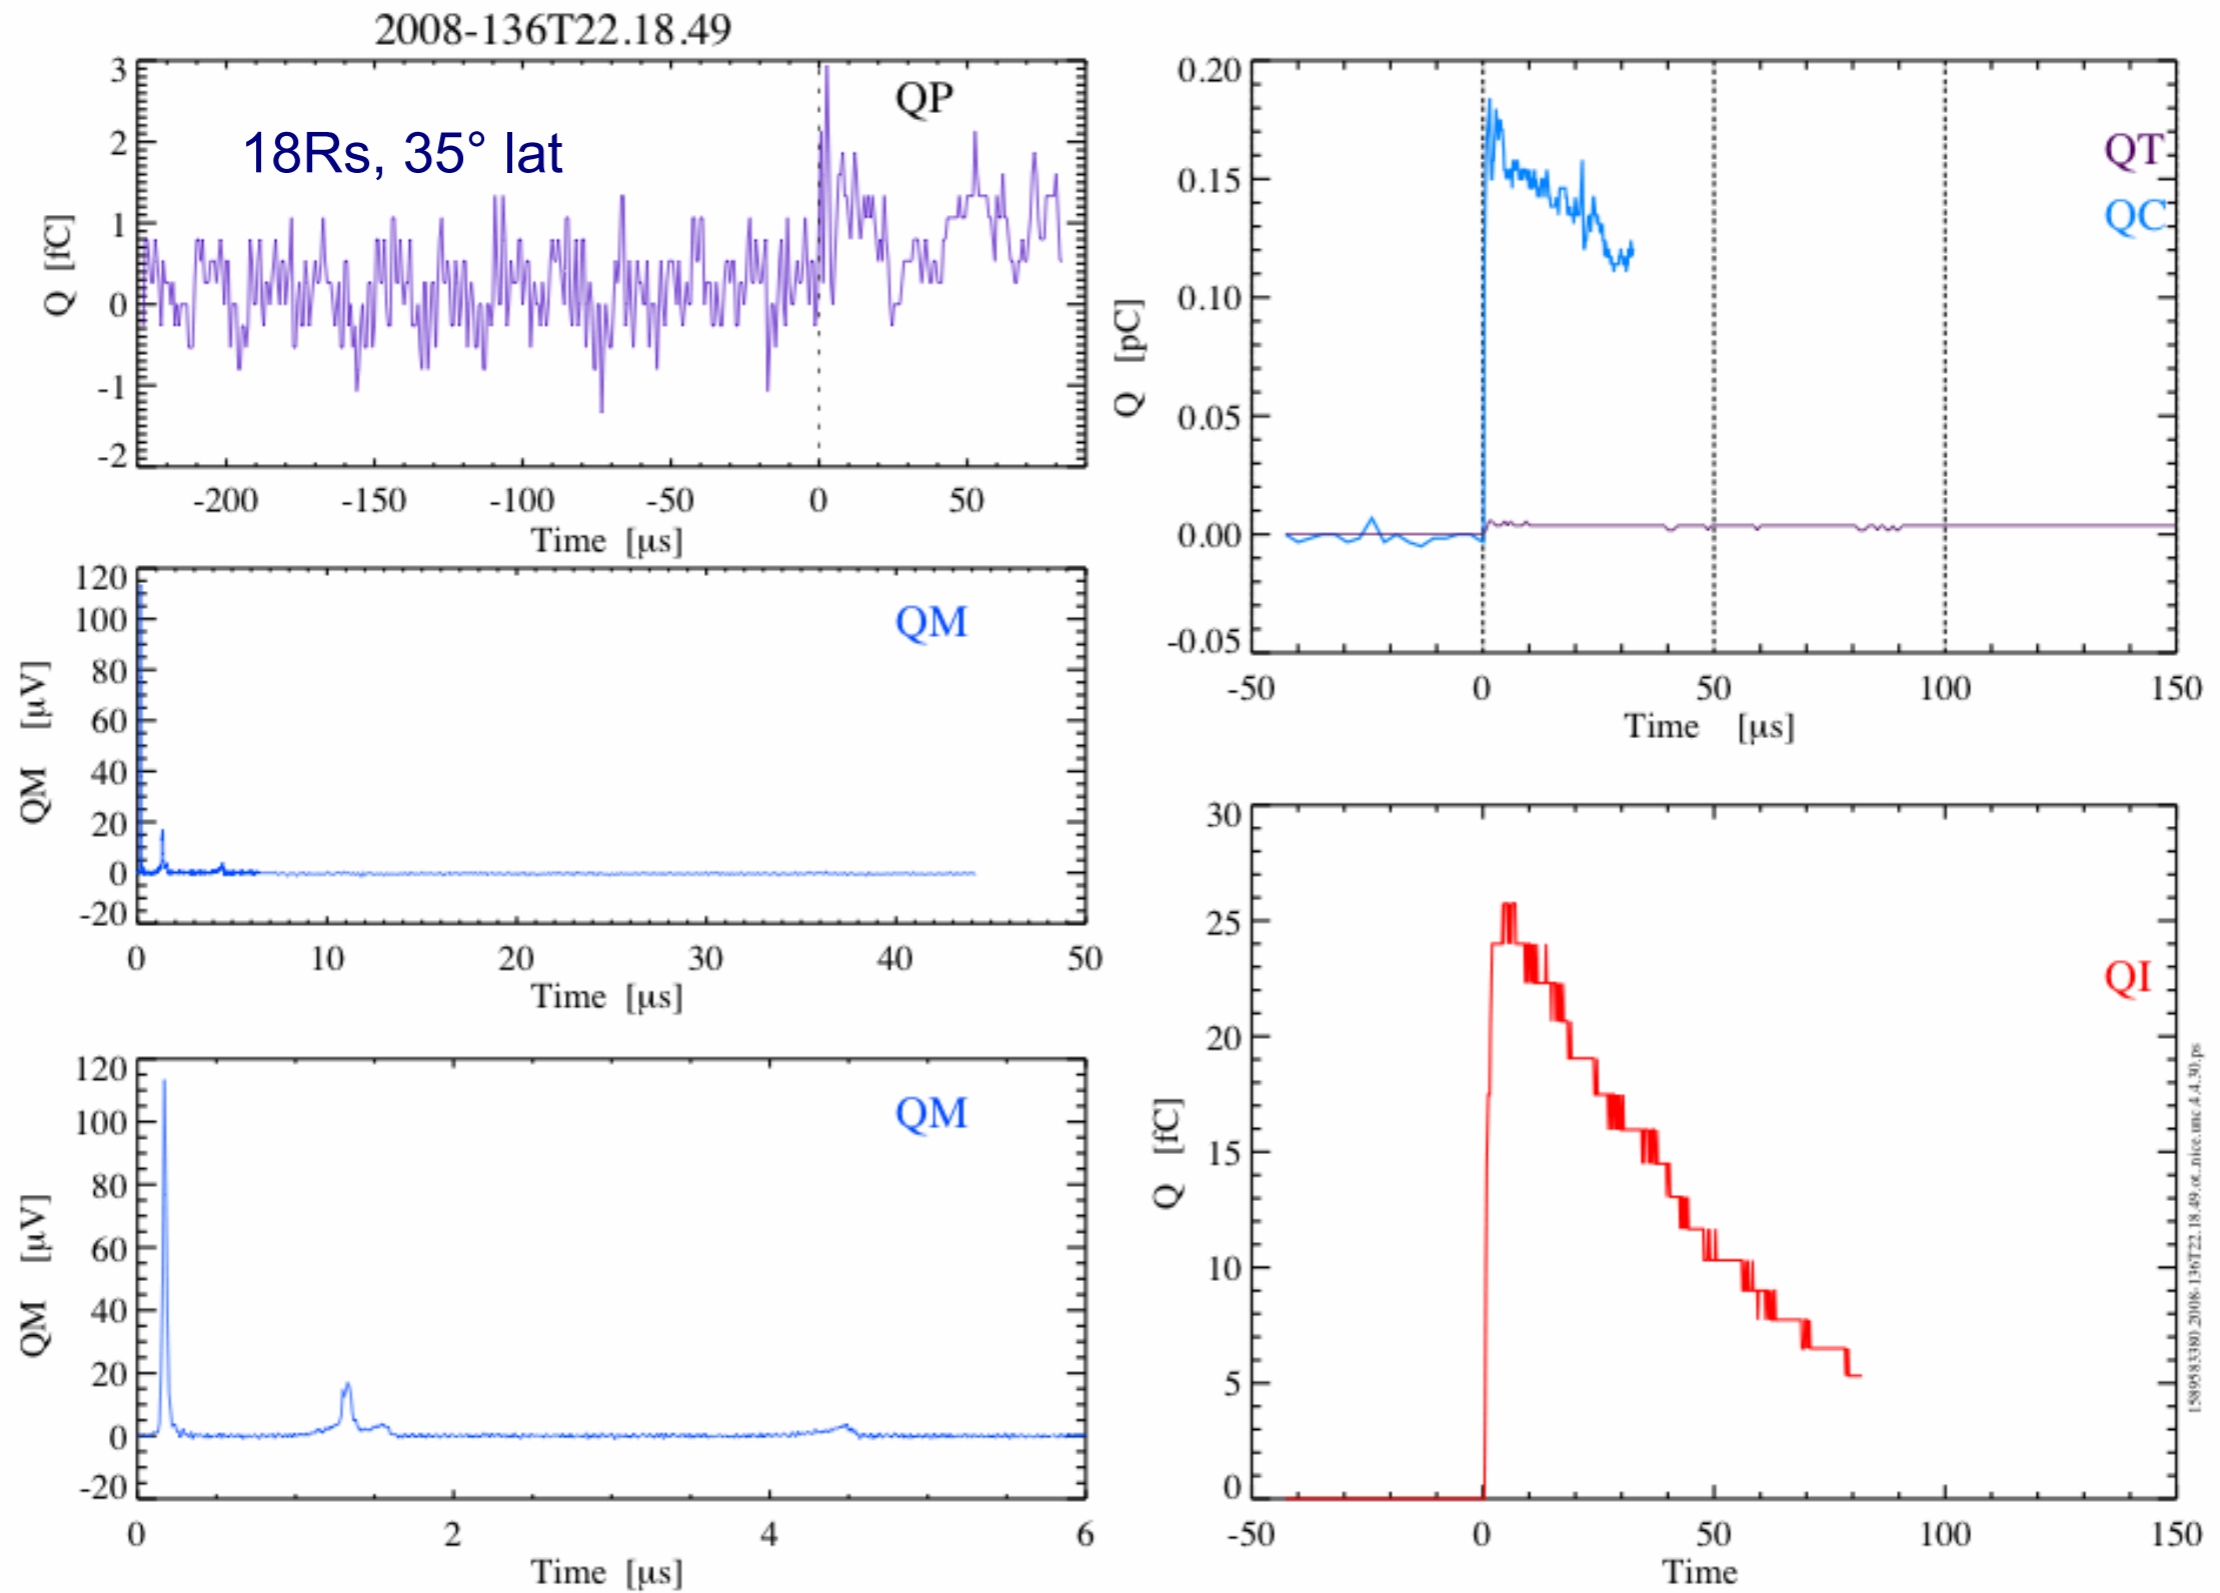 2008-136T22.18.49
3
2
1
0
-1
-2
Q [fC]
QP
18Rs, 35° lat
-200 -150 -100 -50 0 50
Time [µs]
120
100
80
60
40
20
0
-20
QM [µV]
QM
0 10 20 30 40 50
Time [µs]
120
100
80
60
40
20
0
-20
QM [µV]
QM
0 2 4 6
Time [µs]
0.20
0.15
0.10
0.05
0.00
-0.05
Q [pC]
QT
QC
-50 0 50 100 150
Time [µs]
30
25
20
15
10
5
0
Q [fC]
QI
-50 0 50 100 150
Time